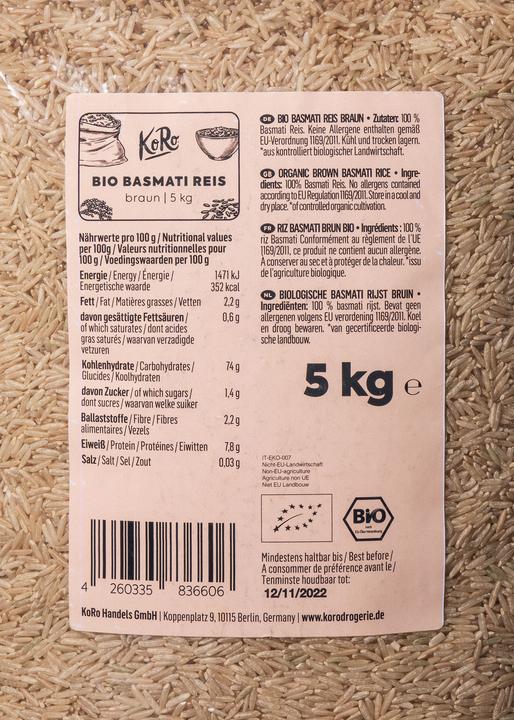 KoRo
BIO BASMATI REIS
braun | 5 kg
Nährwerte pro 100 g / Nutritional values
per 100g / Valeurs nutritionnelles pour
100 g / Voedingswaarden per 100 g
Energie / Energy / Énergie / 1471 kJ
Energetische waarde 352 kcal
Fett / Fat / Matières grasses / Vetten 2,2 g
davon gesättigte Fettsäuren / 0,6 g
of which saturates / dont acides
gras saturés / waarvan verzadigde
vetzuren
Kohlenhydrate / Carbohydrates / 74 g
Glucides / Koolhydraten
davon Zucker / of which sugars / 1,4 g
dont sucres / waarvan welke suiker
Ballaststoffe / Fibre / Fibres 2,2 g
alimentaires / Vezels
Eiweiß / Protein / Protéines / Eiwitten 7,8 g
Salz / Salt / Sel / Zout 0,03 g
4 260335 836606
DE BIO BASMATI REIS BRAUN • Zutaten: 100 %
Basmati Reis. Keine Allergene enthalten gemäß
EU-Verordnung 1169/2011. Kühl und trocken lagern.
*aus kontrolliert biologischer Landwirtschaft.
GB ORGANIC BROWN BASMATI RICE • Ingre-
dients: 100% Basmati Rice. No allergens contained
according to EU Regulation 1169/2011. Store in a cool and
dry place. *of controlled organic cultivation.
FR RIZ BASMATI BRUN BIO • Ingrédients : 100 %
riz Basmati Conformément au règlement de l'UE
1169/2011, ce produit ne contient aucun allergène.
A conserver au sec et à protéger de la chaleur. *issu
de l'agriculture biologique.
NL BIOLOGISCHE BASMATI RIJST BRUIN •
Ingrediënten: 100 % basmati rijst. Bevat geen
allergenen volgens EU verordening 1169/2011. Koel
en droog bewaren. *van gecertificeerde biologi-
sche landbouw.
5 kg e
IT-EKO-007
Nicht-EU-Landwirtschaft
Non-EU-agriculture
Agriculture non UE
Niet EU Landbouw
Bio
nach
EG-Öko-Verordnung
Mindestens haltbar bis / Best before /
A consommer de préférence avant le /
Tenminste houdbaar tot:
12/11/2022
KoRo Handels GmbH | Koppenplatz 9, 10115 Berlin, Germany | www.korodrogerie.de